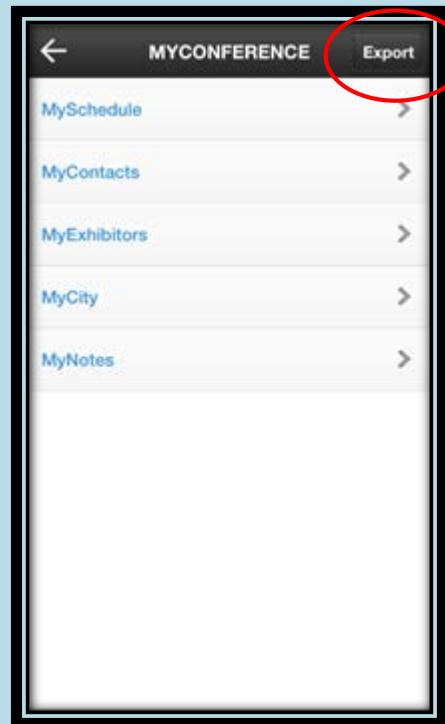 MYCONFERENCE Export
MySchedule
MyContacts
MyExhibitors
MyCity
MyNotes